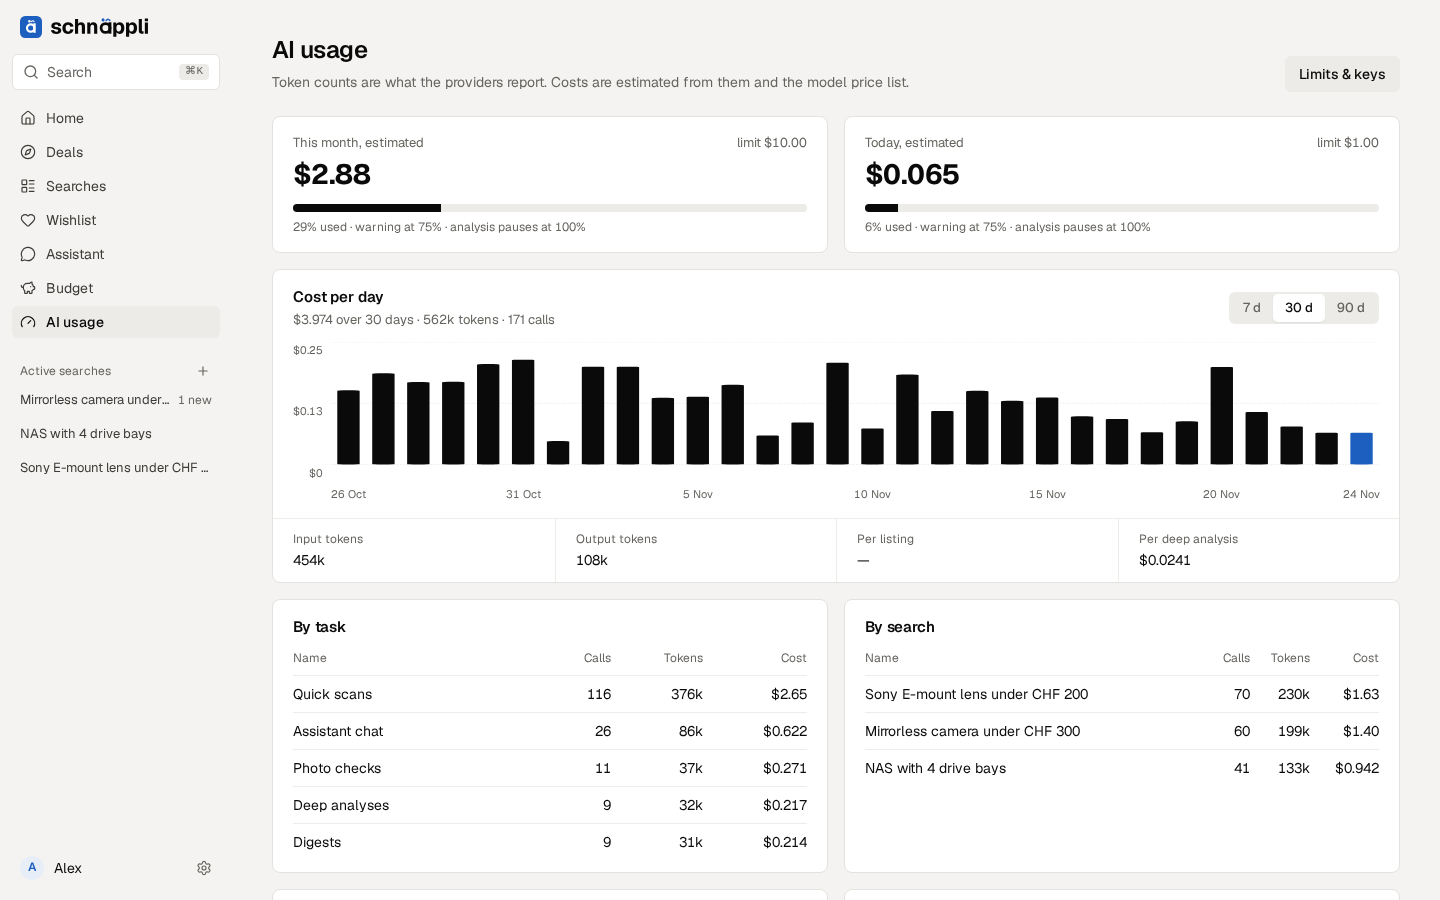 schnäppli
Search ⌘K
Home
Deals
Searches
Wishlist
Assistant
Budget
AI usage
Active searches
Mirrorless camera under... 1 new
NAS with 4 drive bays
Sony E-mount lens under CHF ...
A Alex
AI usage
Token counts are what the providers report. Costs are estimated from them and the model price list.
Limits & keys
This month, estimated limit $10.00
$2.88
29% used · warning at 75% · analysis pauses at 100%
Today, estimated limit $1.00
$0.065
6% used · warning at 75% · analysis pauses at 100%
Cost per day
$3.974 over 30 days · 562k tokens · 171 calls
7 d 30 d 90 d
$0.25
$0.13
$0
26 Oct 31 Oct 5 Nov 10 Nov 15 Nov 20 Nov 24 Nov
Input tokens
454k
Output tokens
108k
Per listing
—
Per deep analysis
$0.0241
By task
Name Calls Tokens Cost
Quick scans 116 376k $2.65
Assistant chat 26 86k $0.622
Photo checks 11 37k $0.271
Deep analyses 9 32k $0.217
Digests 9 31k $0.214
By search
Name Calls Tokens Cost
Sony E-mount lens under CHF 200 70 230k $1.63
Mirrorless camera under CHF 300 60 199k $1.40
NAS with 4 drive bays 41 133k $0.942